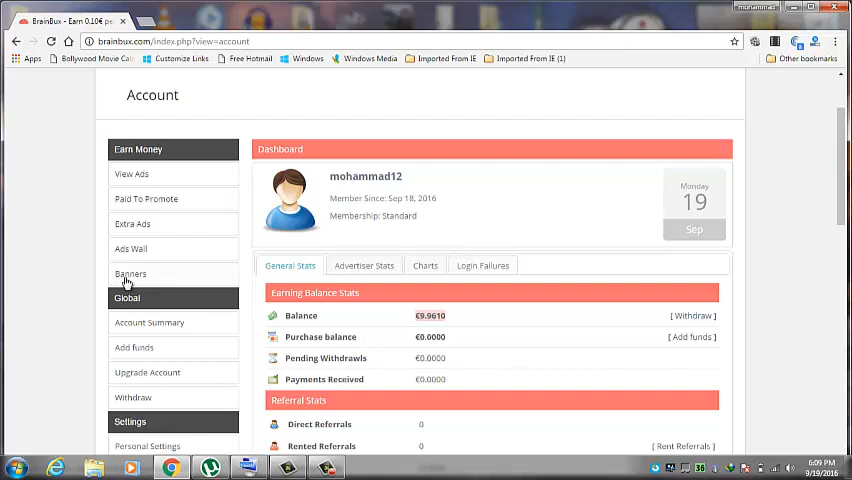 mohammad
BrainBux - Earn 0.10€ per
brainbux.com/index.php?view=account
Apps Bollywood Movie Calc Customize Links Free Hotmail Windows Windows Media Imported From IE Imported From IE (1) Other bookmarks
Account
Earn Money
View Ads
Paid To Promote
Extra Ads
Ads Wall
Banners
Global
Account Summary
Add funds
Upgrade Account
Withdraw
Settings
Personal Settings
Dashboard
mohammad12
Member Since: Sep 18, 2016
Membership: Standard
Monday
19
Sep
General Stats Advertiser Stats Charts Login Failures
Earning Balance Stats
Balance €9.9610 [ Withdraw ]
Purchase balance €0.0000 [ Add funds ]
Pending Withdrawls €0.0000
Payments Received €0.0000
Referral Stats
Direct Referrals 0
Rented Referrals 0 [ Rent Referrals ]
36
6:09 PM
9/19/2016